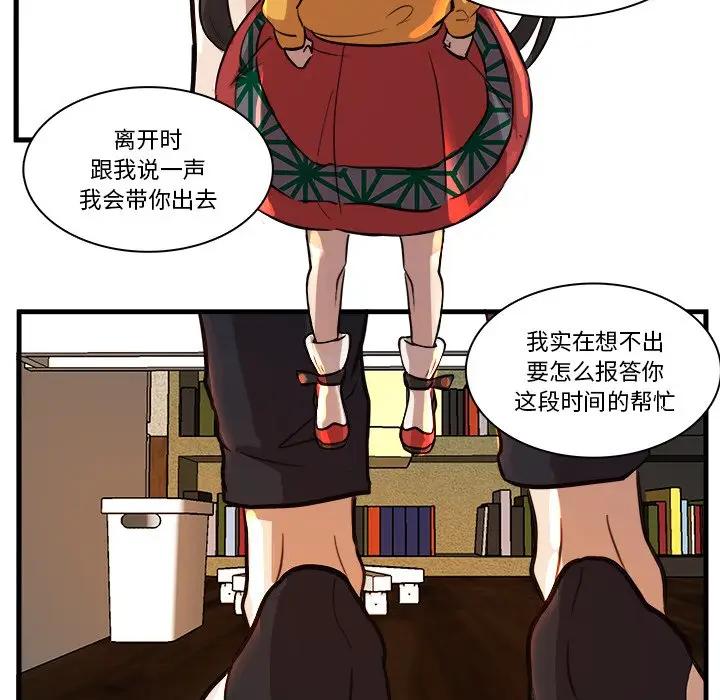 离开时
跟我说一声
我会带你出去
我实在想不出
要怎么报答你
这段时间的帮忙